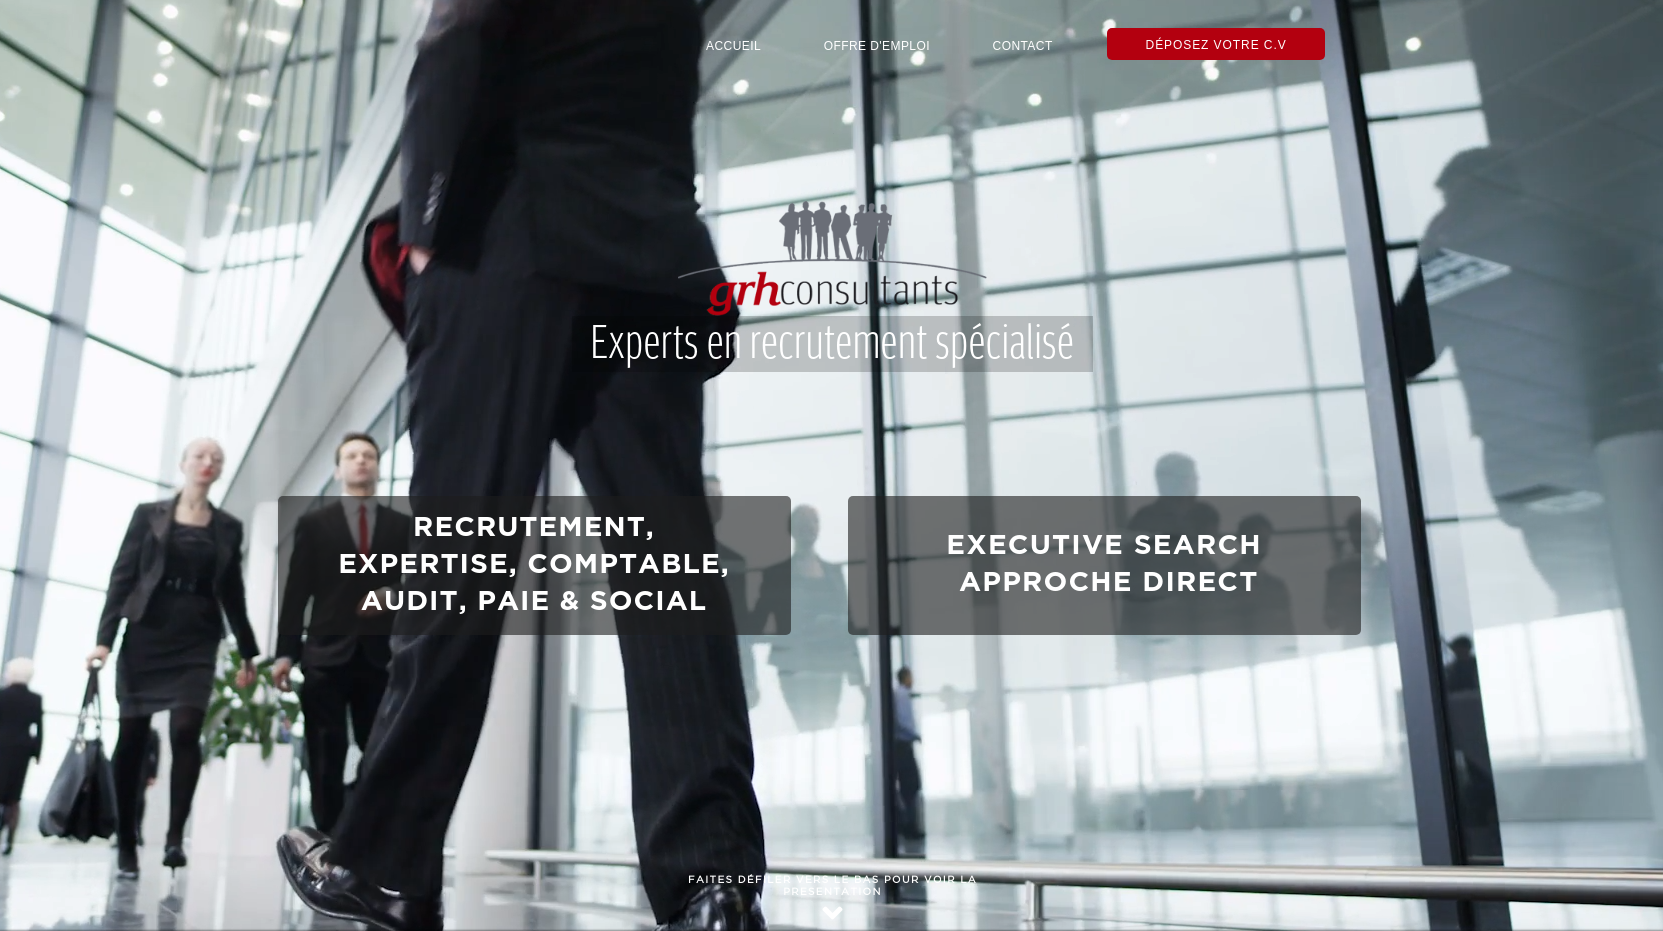 ACCUEIL
OFFRE D'EMPLOI
CONTACT
DÉPOSEZ VOTRE C.V
grhconsultants
Experts en recrutement spécialisé
RECRUTEMENT,
EXPERTISE, COMPTABLE,
AUDIT, PAIE & SOCIAL
EXECUTIVE SEARCH
APPROCHE DIRECT
FAITES DÉFILER VERS LE BAS POUR VOIR LA
PRESENTATION